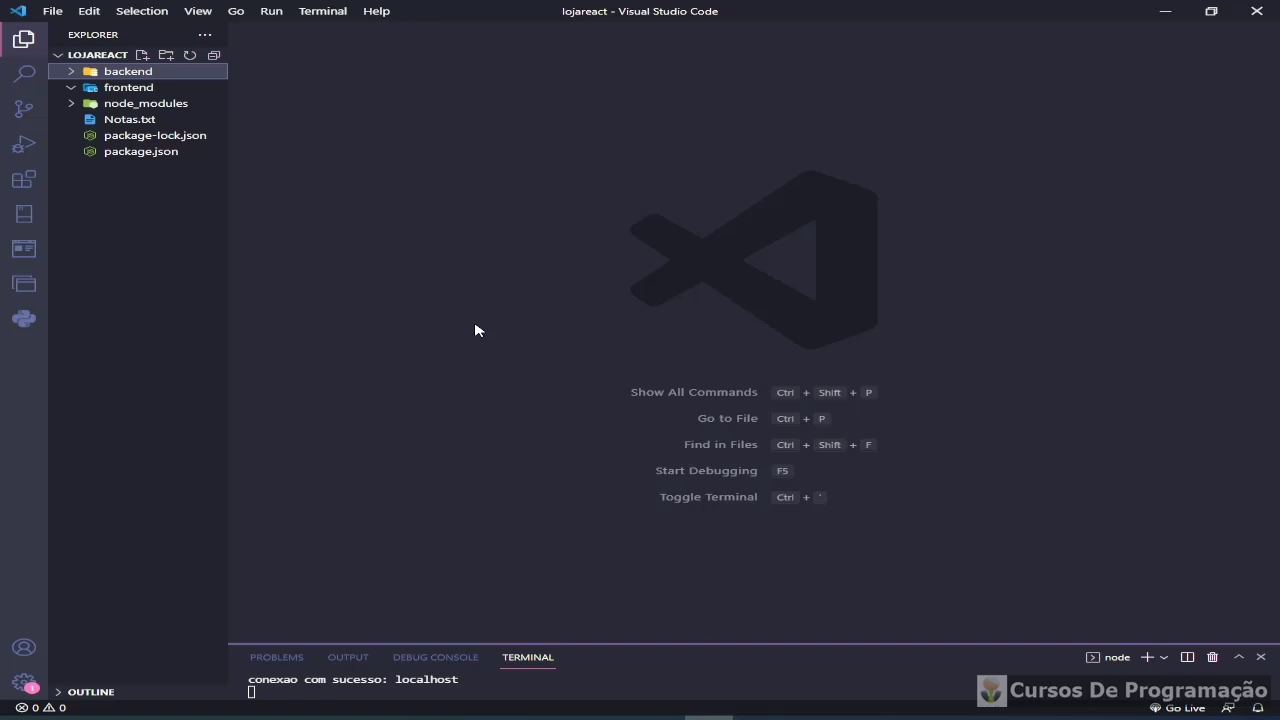 File Edit Selection View Go Run Terminal Help
lojareact - Visual Studio Code
EXPLORER
LOJAREACT
backend
frontend
node_modules
Notas.txt
package-lock.json
package.json
Show All Commands Ctrl + Shift + P
Go to File Ctrl + P
Find in Files Ctrl + Shift + F
Start Debugging F5
Toggle Terminal Ctrl + '
PROBLEMS OUTPUT DEBUG CONSOLE TERMINAL
node
conexao com sucesso: localhost
OUTLINE
1
Cursos De Programação
0 0
Go Live